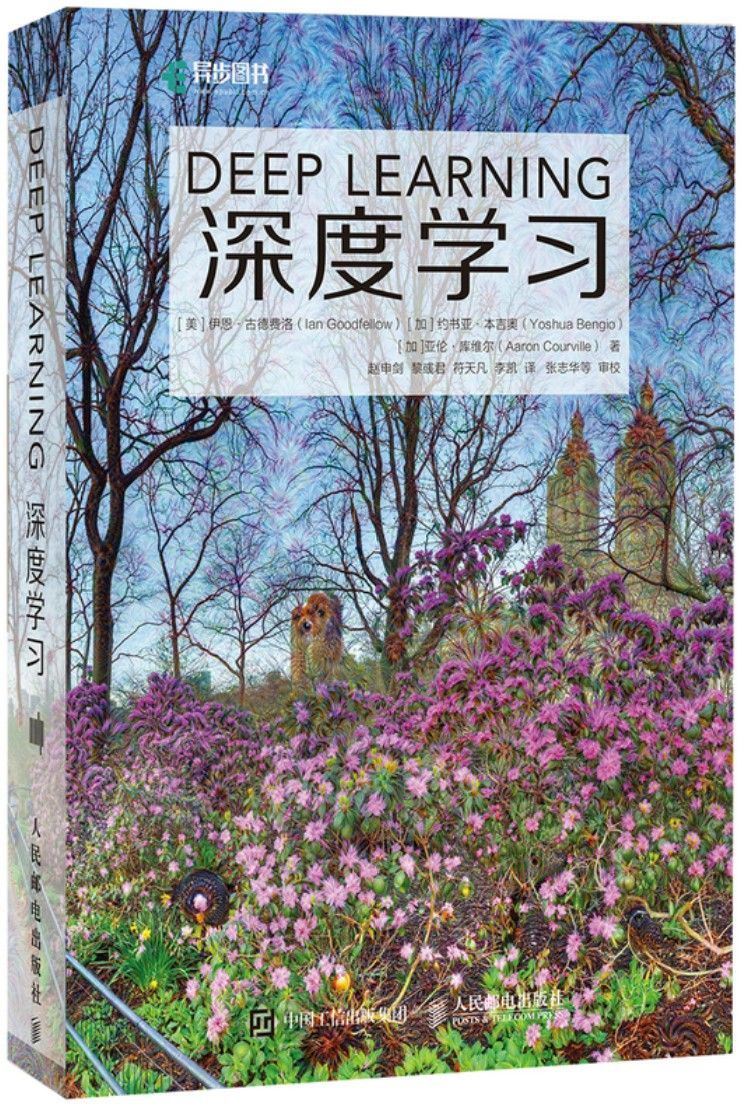 异步图书
www.epubit.com.cn
DEEP LEARNING
深度学习
[美]伊恩·古德费洛(Ian Goodfellow) [加]约书亚·本吉奥(Yoshua Bengio)
[加]亚伦·库维尔(Aaron Courville) 著
赵申剑 黎彧君 符天凡 李凯 译 张志华等 审校
中国工信出版集团
人民邮电出版社
POSTS & TELECOM PRESS
DEEP LEARNING 深度学习
人民邮电出版社